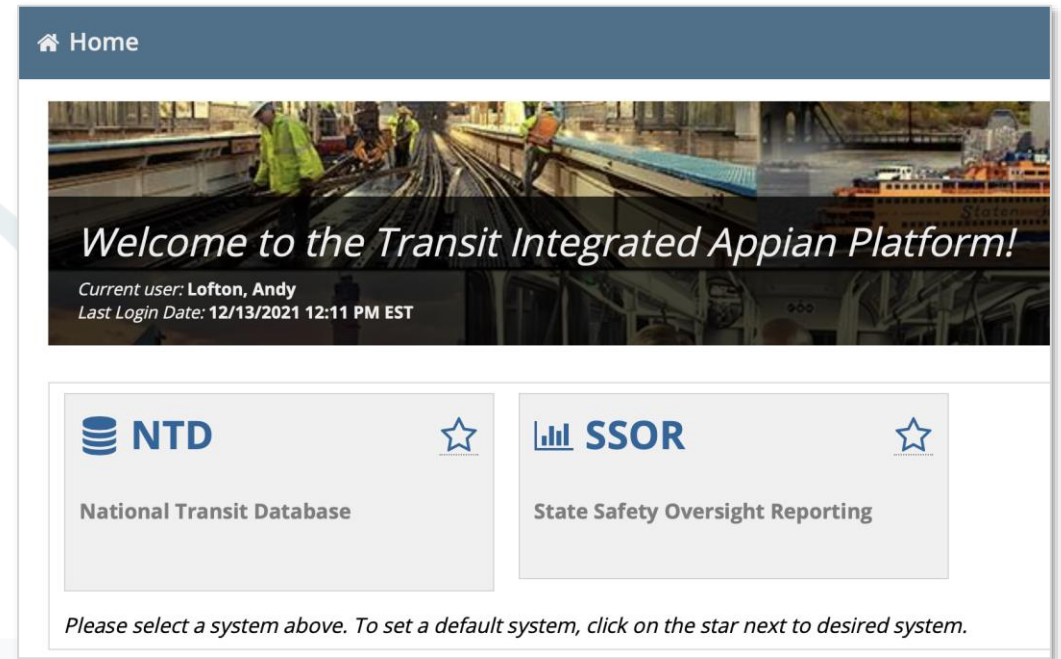 Home
Welcome to the Transit Integrated Appian Platform!
Current user: Lofton, Andy
Last Login Date: 12/13/2021 12:11 PM EST
NTD
SSOR
National Transit Database
State Safety Oversight Reporting
Please select a system above. To set a default system, click on the star next to desired system.